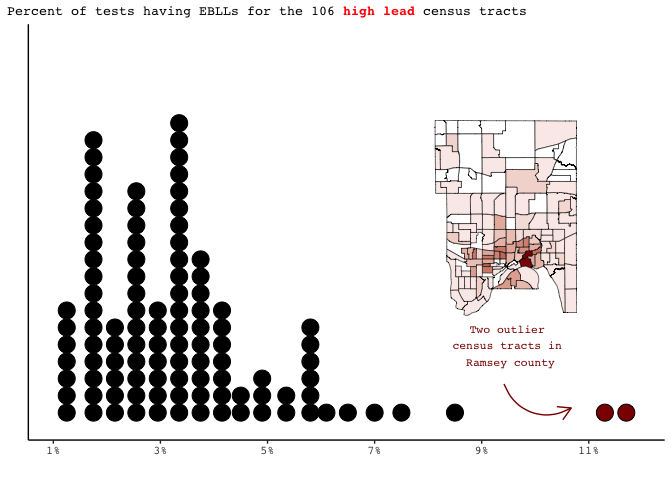 Percent of tests having EBLLs for the 106 high lead census tracts
Two outlier
census tracts in
Ramsey county
1% 3% 5% 7% 9% 11%